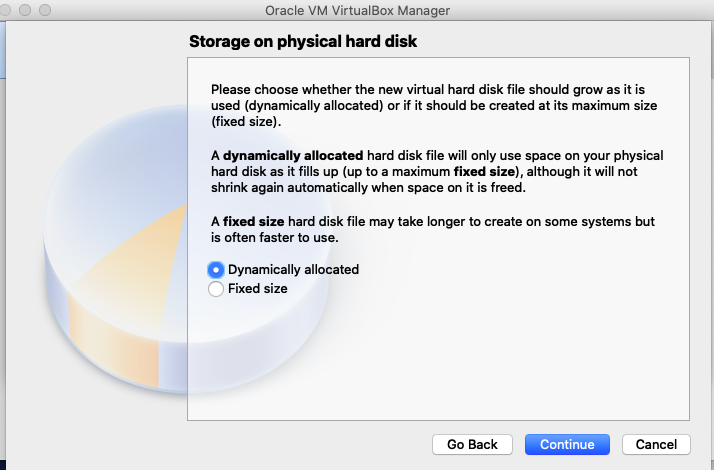 Oracle VM VirtualBox Manager
Storage on physical hard disk
Please choose whether the new virtual hard disk file should grow as it is
used (dynamically allocated) or if it should be created at its maximum size
(fixed size).
A dynamically allocated hard disk file will only use space on your physical
hard disk as it fills up (up to a maximum fixed size), although it will not
shrink again automatically when space on it is freed.
A fixed size hard disk file may take longer to create on some systems but
is often faster to use.
Dynamically allocated
Fixed size
Go Back Continue Cancel